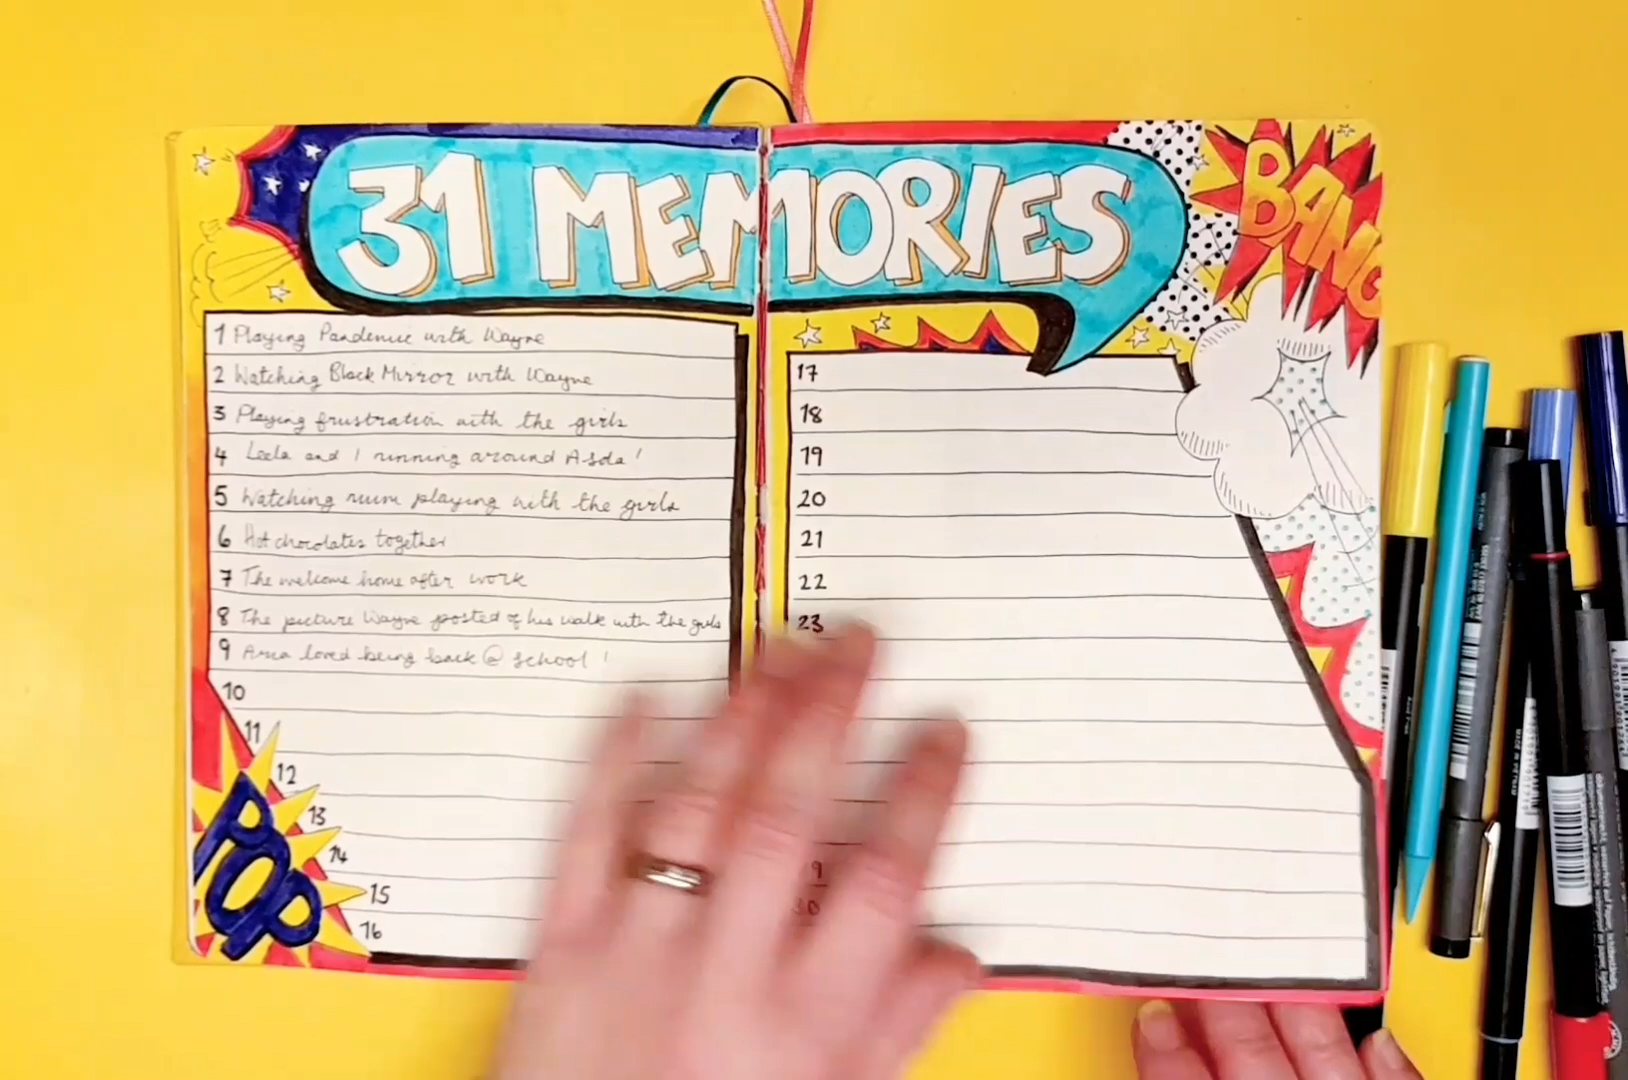 31 MEMORIES
BANG
1 Playing Pandemic with Wayne
2 Watching Black Mirror with Wayne
3 Playing frustration with the girls
4 Leela and I running around Asda!
5 Watching mum playing with the girls
6 Hot chocolates together
7 The welcome home after work
8 The picture Wayne posted of his walk with the girls
9 loved being back @ school!
10
11
12
13
14
15
16
POP
17
18
19
20
21
22
23